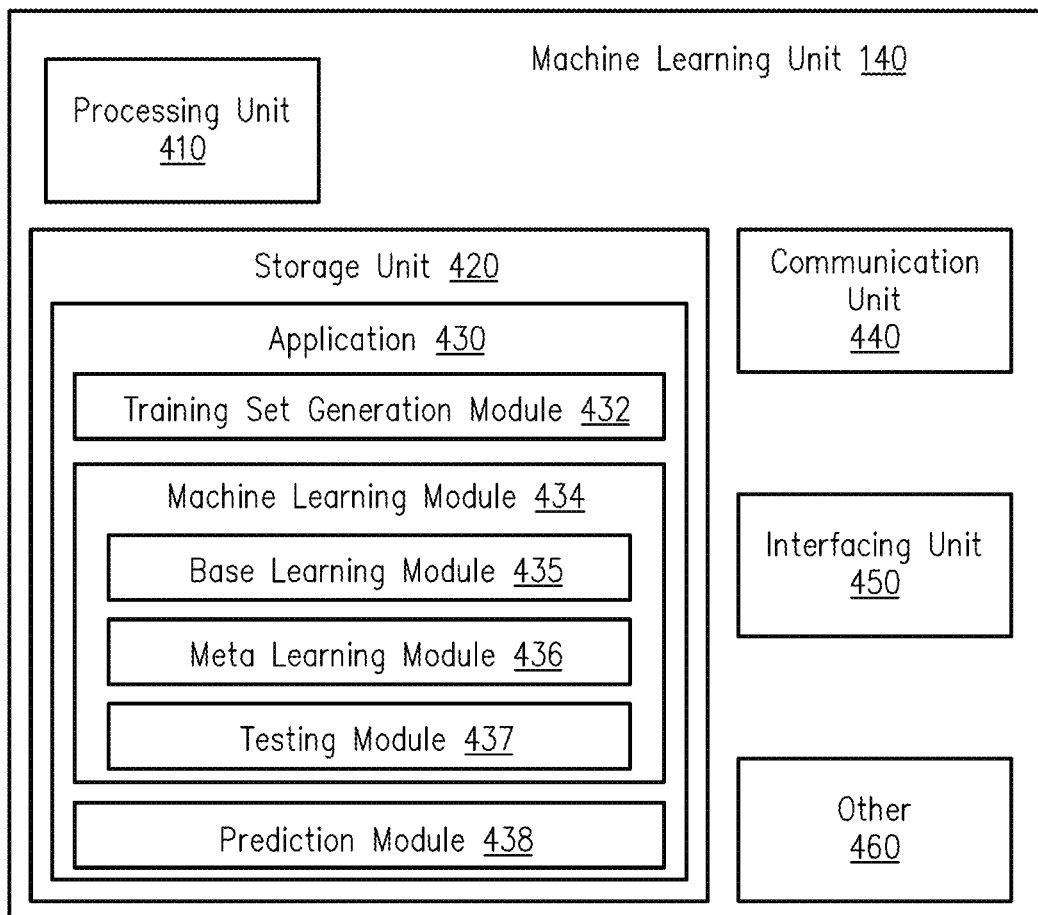 Machine Learning Unit 140
Processing Unit
410
Storage Unit 420
Application 430
Training Set Generation Module 432
Machine Learning Module 434
Base Learning Module 435
Meta Learning Module 436
Testing Module 437
Prediction Module 438
Communication
Unit
440
Interfacing Unit
450
Other
460